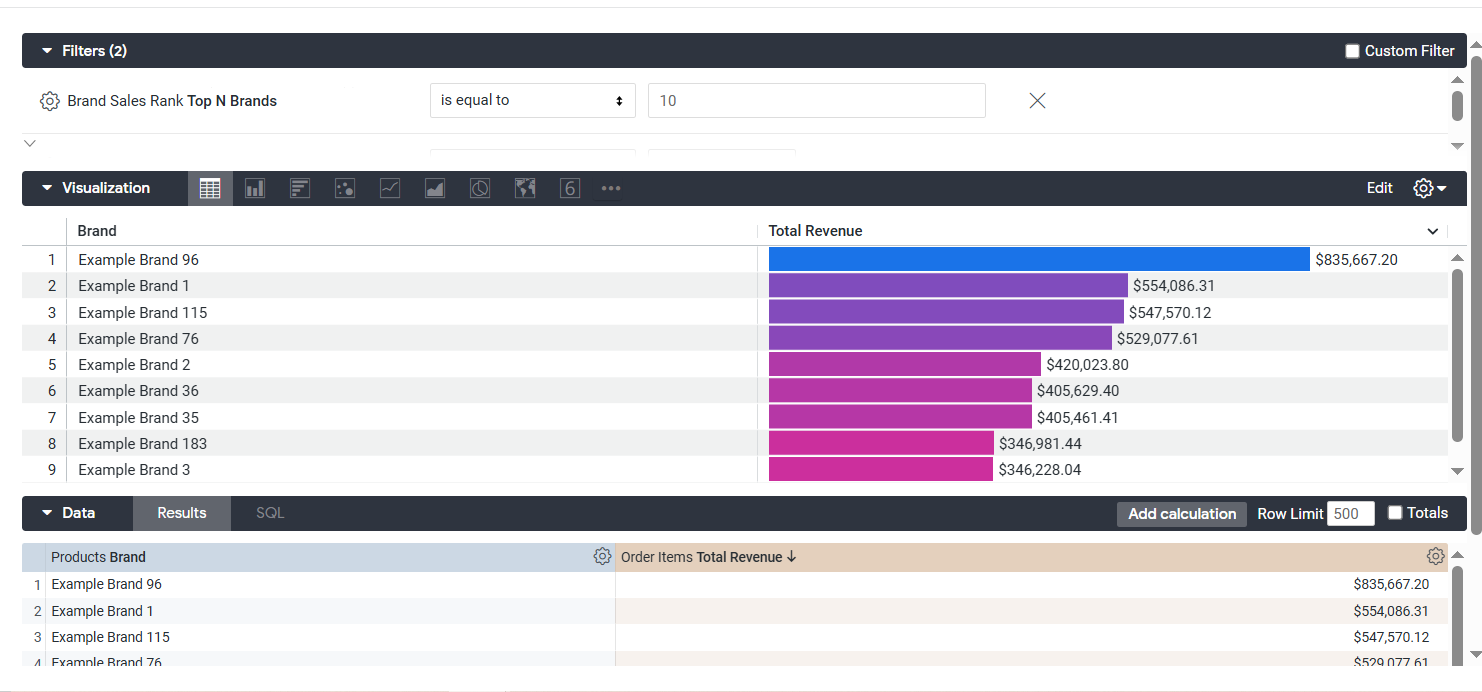 Filters (2) Custom Filter
Brand Sales Rank Top N Brands is equal to 10
Visualization 6 Edit
Brand Total Revenue
1 Example Brand 96 $835,667.20
2 Example Brand 1 $554,086.31
3 Example Brand 115 $547,570.12
4 Example Brand 76 $529,077.61
5 Example Brand 2 $420,023.80
6 Example Brand 36 $405,629.40
7 Example Brand 35 $405,461.41
8 Example Brand 183 $346,981.44
9 Example Brand 3 $346,228.04
Data Results SQL Add calculation Row Limit 500 Totals
Products Brand Order Items Total Revenue
1 Example Brand 96 $835,667.20
2 Example Brand 1 $554,086.31
3 Example Brand 115 $547,570.12
4 Example Brand 76 $529,077.61